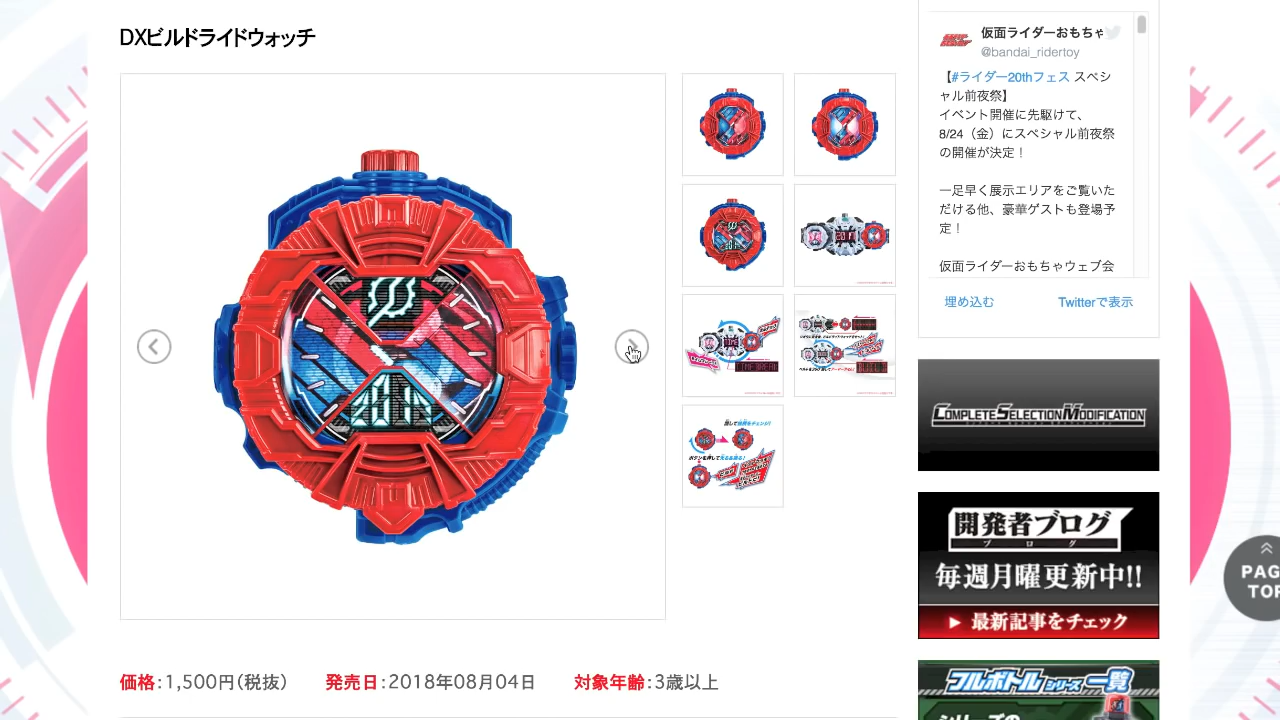 DXビルドライドウォッチ
2017
価格:1,500円(税抜)
発売日:2018年08月04日
対象年齢:3歳以上
仮面ライダーおもちゃ
@bandai_ridertoy
【#ライダー20thフェス スペシ
ャル前夜祭】
イベント開催に先駆けて、
8/24（金）にスペシャル前夜祭
の開催が決定！
一足早く展示エリアをご覧いた
だける他、豪華ゲストも登場予
定！
仮面ライダーおもちゃウェブ会
埋め込む
Twitterで表示
COMPLETE SELECTION MODIFICATION
開発者ブログ
ブログ
毎週月曜更新中!!
▶ 最新記事をチェック
フルボトルシリーズ一覧
シリーズの
PAG
TOP